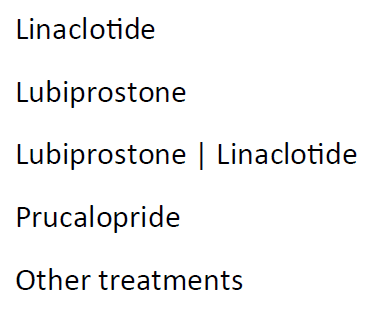 Linaclotide
Lubiprostone
Lubiprostone | Linaclotide
Prucalopride
Other treatments